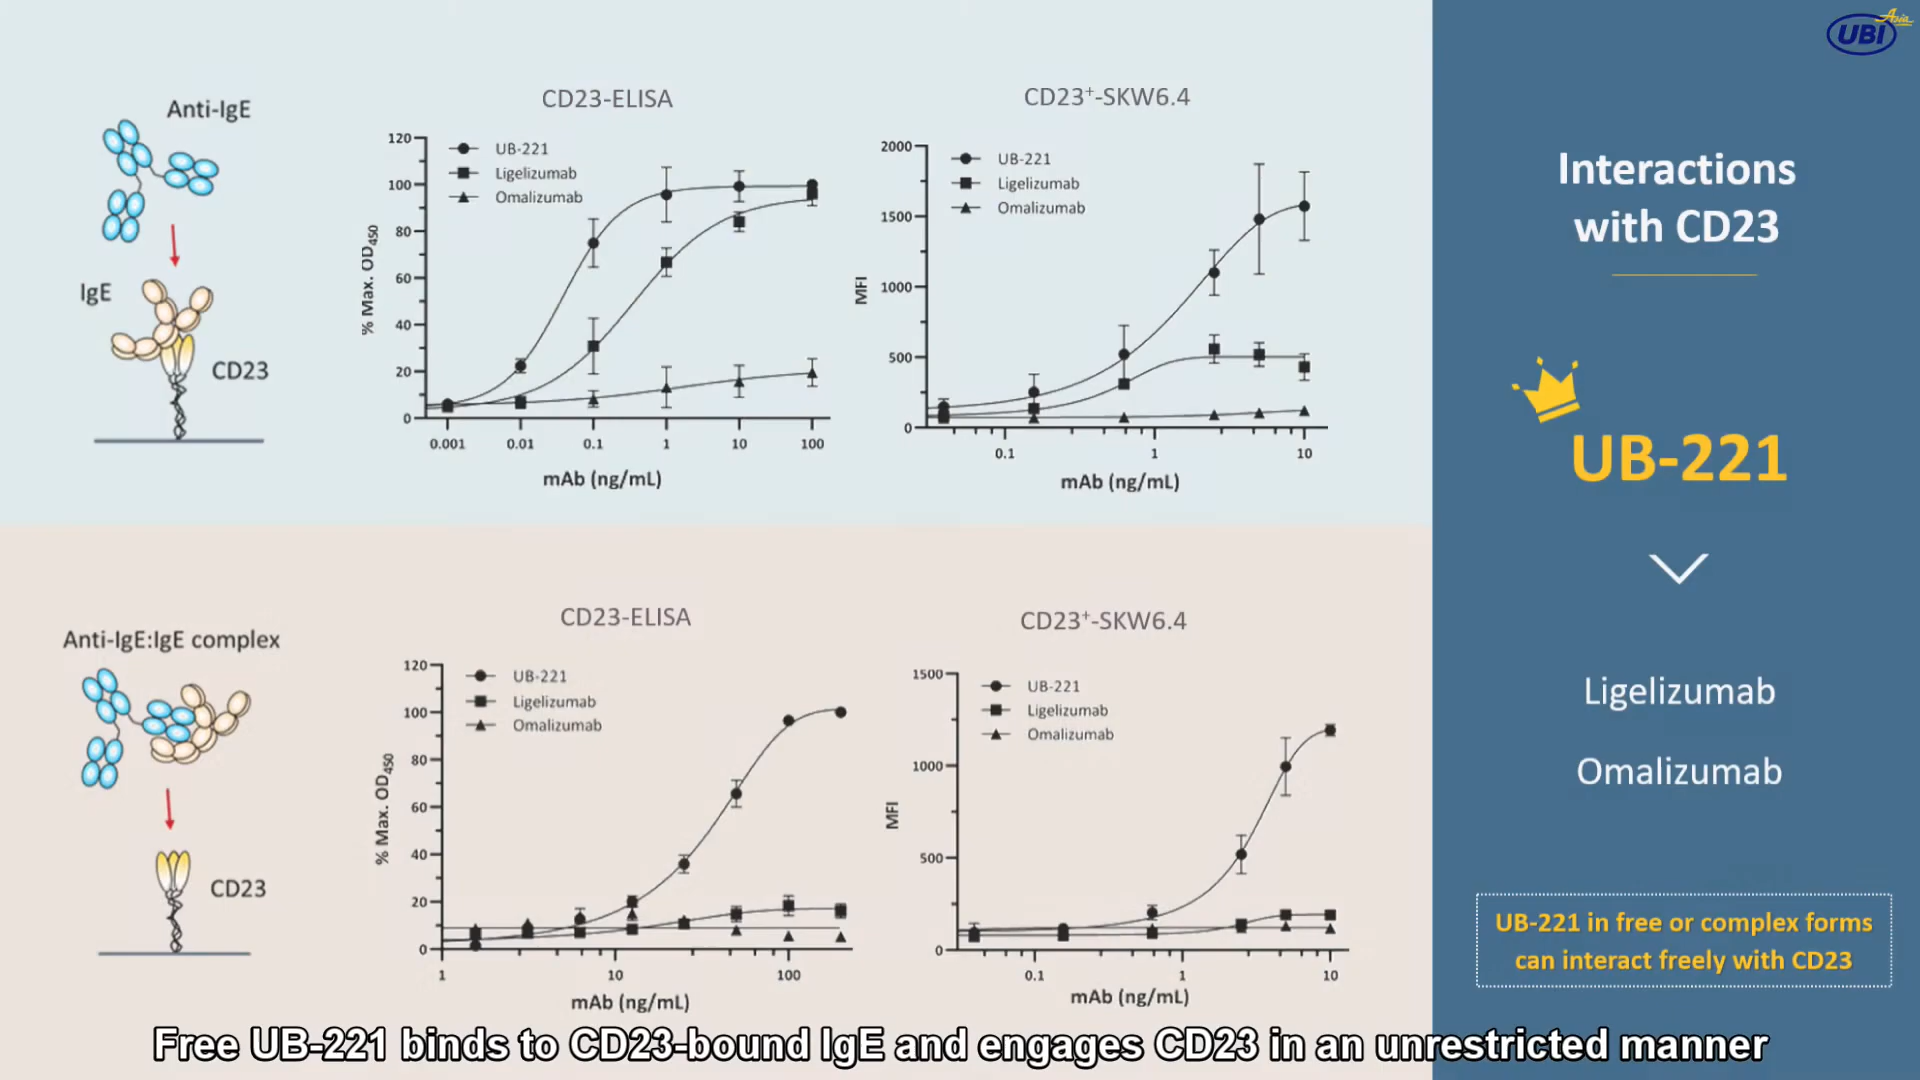 UBI Asia
Anti-IgE
IgE
CD23
CD23-ELISA
UB-221
Ligelizumab
Omalizumab
120
100
80
60
40
20
0
% Max. OD450
0.001 0.01 0.1 1 10 100
mAb (ng/mL)
CD23+-SKW6.4
UB-221
Ligelizumab
Omalizumab
2000
1500
1000
500
0
MFI
0.1 1 10
mAb (ng/mL)
Anti-IgE:IgE complex
CD23
CD23-ELISA
UB-221
Ligelizumab
Omalizumab
120
100
80
60
40
20
0
% Max. OD450
1 10 100
mAb (ng/mL)
CD23+-SKW6.4
UB-221
Ligelizumab
Omalizumab
1500
1000
500
0
MFI
0.1 1 10
mAb (ng/mL)
Interactions
with CD23
UB-221
Ligelizumab
Omalizumab
UB-221 in free or complex forms
can interact freely with CD23
Free UB-221 binds to CD23-bound IgE and engages CD23 in an unrestricted manner